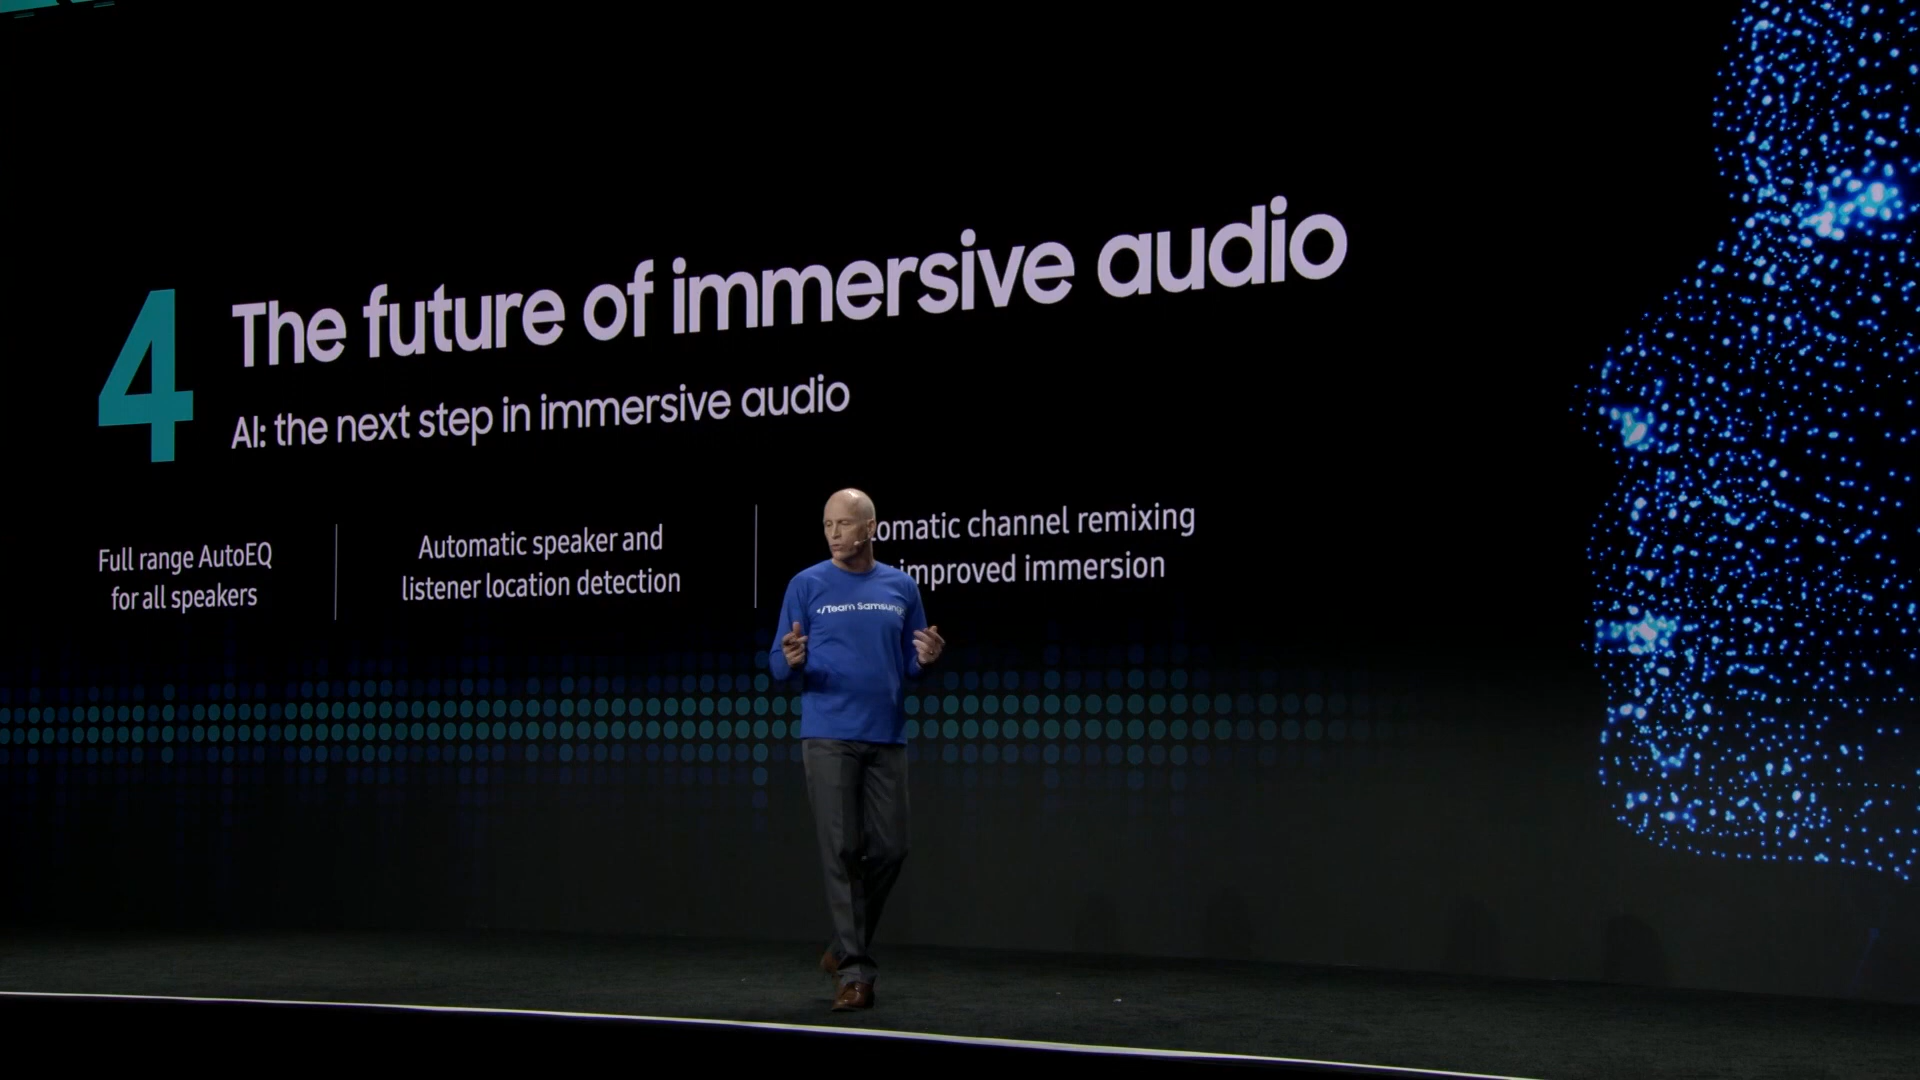 4
The future of immersive audio
AI: the next step in immersive audio
Full range AutoEQ
for all speakers
Automatic speaker and
listener location detection
channel remixing
improved immersion
</Team Samsung>